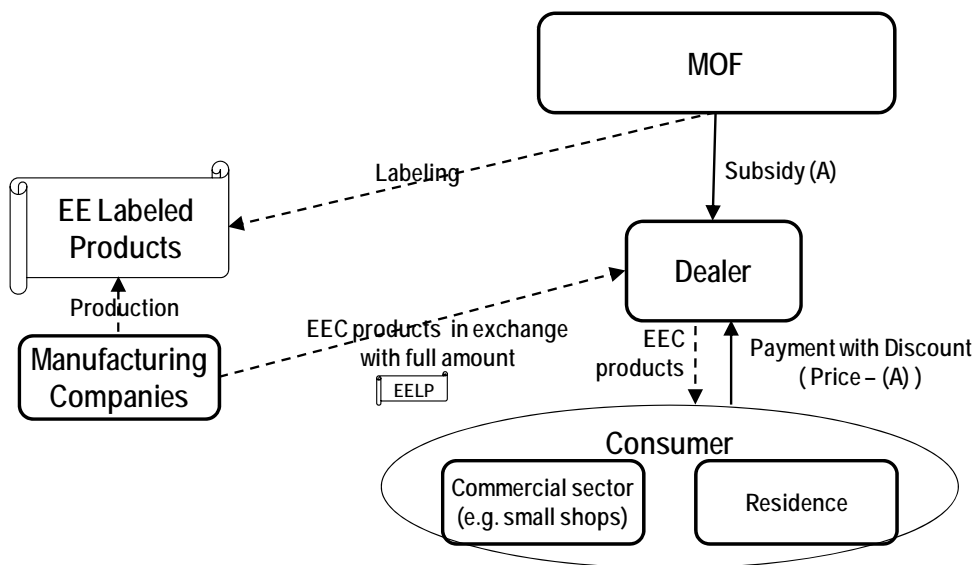 MOF
Labeling
Subsidy (A)
EE Labeled
Products
Dealer
Production
EEC products in exchange
with full amount
EELP
EEC
products
Payment with Discount
( Price – (A) )
Manufacturing
Companies
Consumer
Commercial sector
(e.g. small shops)
Residence